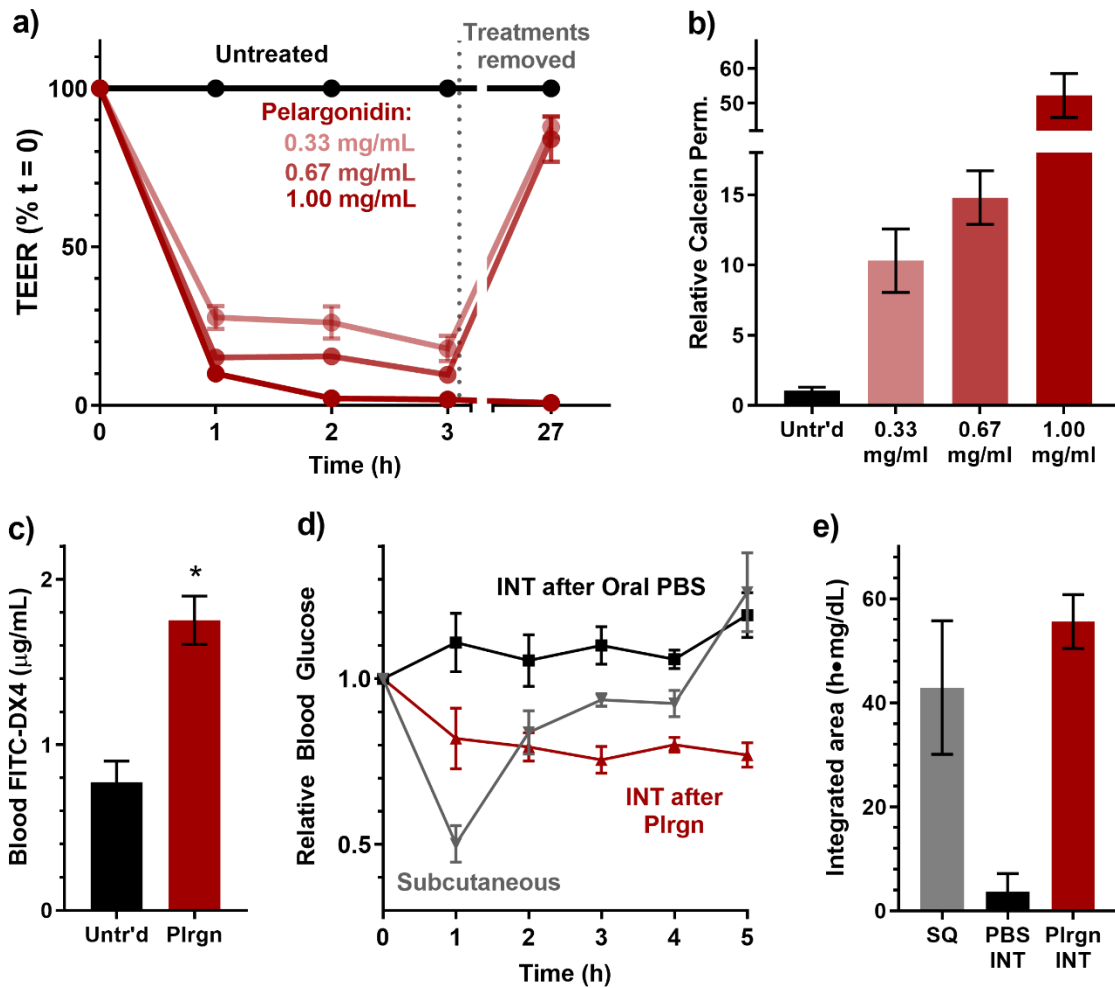 a)
Treatments
removed
Untreated
Pelargonidin:
0.33 mg/mL
0.67 mg/mL
1.00 mg/mL
100
50
0
TEER (% t = 0)
0 1 2 3 27
Time (h)
b)
60
50
15
10
5
0
Relative Calcein Perm.
Untr'd 0.33 mg/ml 0.67 mg/ml 1.00 mg/ml
c)
2
1
0
*
Blood FITC-DX4 (µg/mL)
Untr'd Plrgn
d)
INT after Oral PBS
1.0
0.5
Relative Blood Glucose
INT after
Plrgn
Subcutaneous
0 1 2 3 4 5
Time (h)
e)
60
40
20
0
Integrated area (h•mg/dL)
SQ PBS INT Plrgn INT